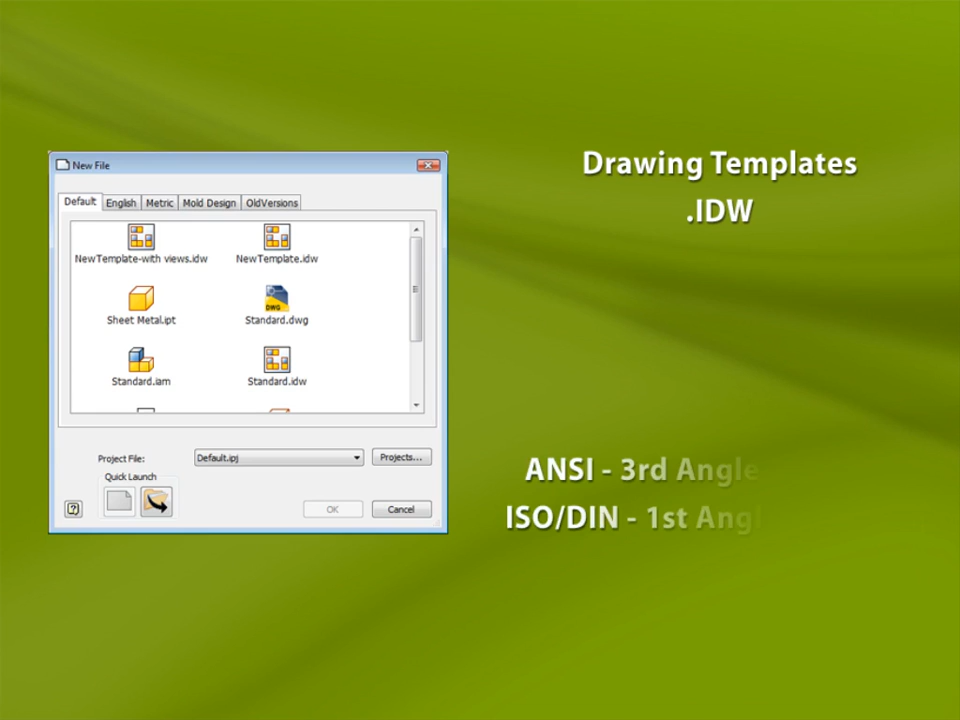 New File
Default English Metric Mold Design OldVersions
NewTemplate-with views.idw NewTemplate.idw
Sheet Metal.ipt DWG Standard.dwg
Standard.iam Standard.idw
Project File: Default.ipj Projects...
Quick Launch
? OK Cancel
Drawing Templates
.IDW
ANSI - 3rd Angle
ISO/DIN - 1st Angl